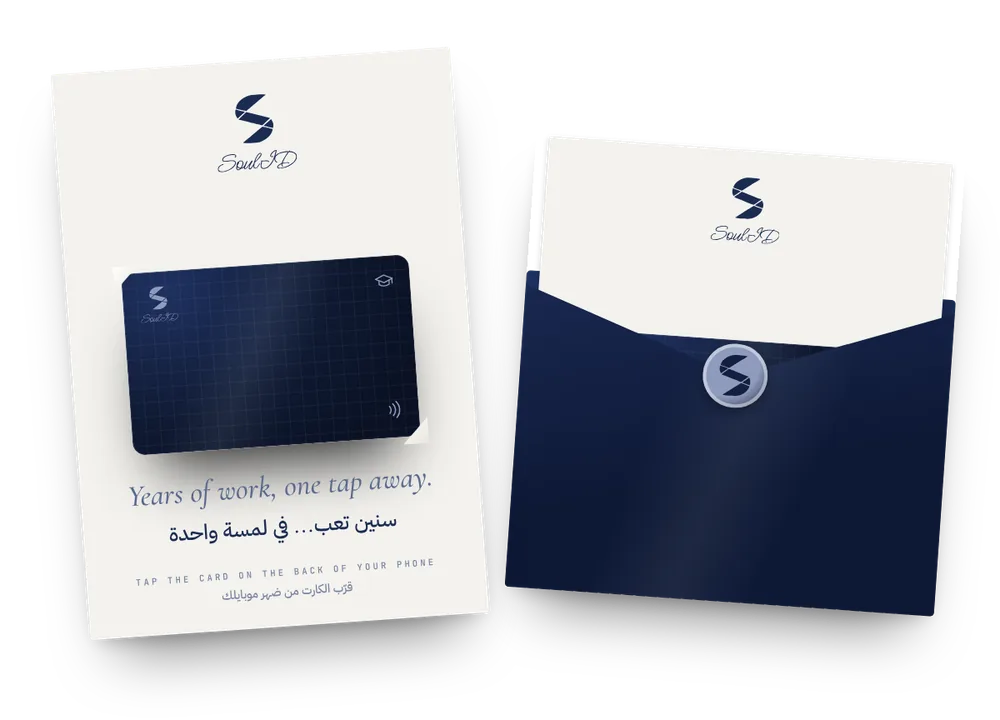 SoulID
SoulID
Years of work, one tap away.
سنين تعب... في لمسة واحدة
TAP THE CARD ON THE BACK OF YOUR PHONE
قرّب الكارت من ضهر موبايلك
SoulID